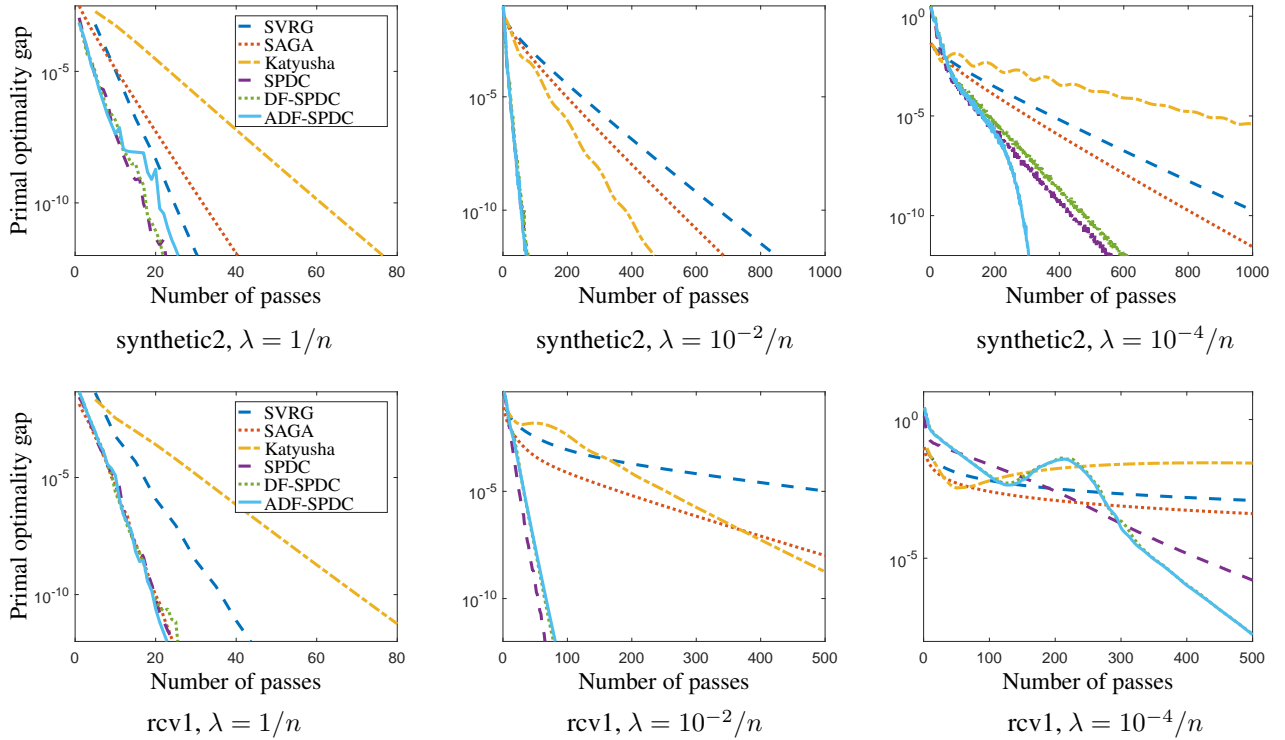 Primal optimality gap
10^-5
10^-10
0 20 40 60 80
Number of passes
SVRG
SAGA
Katyusha
SPDC
DF-SPDC
ADF-SPDC
synthetic2, λ = 1/n
10^-5
10^-10
0 200 400 600 800 1000
Number of passes
synthetic2, λ = 10^-2/n
10^0
10^-5
10^-10
0 200 400 600 800 1000
Number of passes
synthetic2, λ = 10^-4/n
Primal optimality gap
10^-5
10^-10
0 20 40 60 80
Number of passes
SVRG
SAGA
Katyusha
SPDC
DF-SPDC
ADF-SPDC
rcv1, λ = 1/n
10^-5
10^-10
0 100 200 300 400 500
Number of passes
rcv1, λ = 10^-2/n
10^0
10^-5
0 100 200 300 400 500
Number of passes
rcv1, λ = 10^-4/n